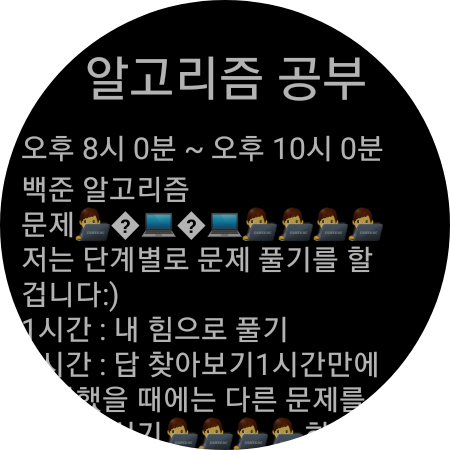 알고리즘 공부
오후 8시 0분 ~ 오후 10시 0분
백준 알고리즘
문제👨‍💻�💻�💻👨‍💻👨‍💻👨‍💻👨‍💻
저는 단계별로 문제 풀기를 할
겁니다:)
1시간 : 내 힘으로 풀기
시간 : 답 찾아보기1시간만에
을 때에는 다른 문제를
👨‍💻👨‍💻👨‍💻👨‍💻